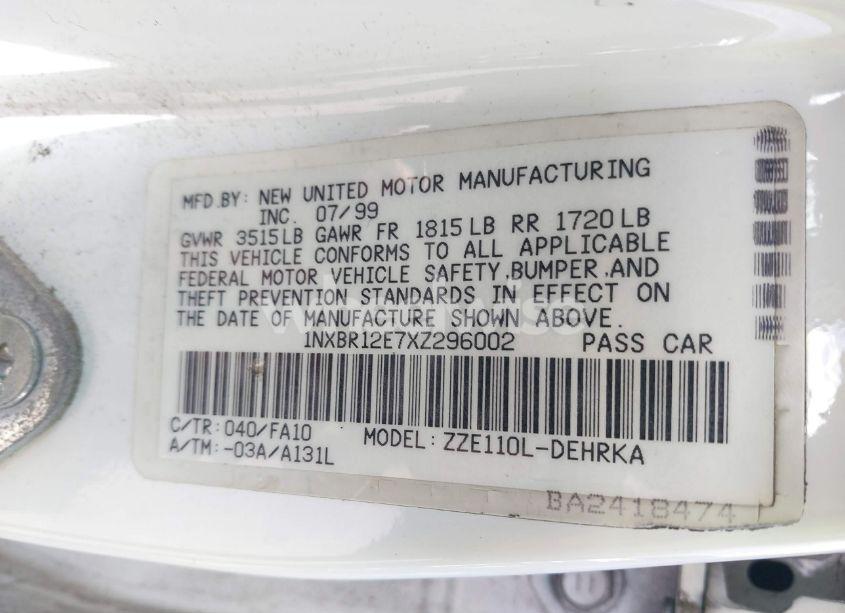 MFD.BY: NEW UNITED MOTOR MANUFACTURING
INC. 07/99
GVWR 3515LB GAWR FR 1815LB RR 1720LB
THIS VEHICLE CONFORMS TO ALL APPLICABLE
FEDERAL MOTOR VEHICLE SAFETY,BUMPER,AND
THEFT PREVENTION STANDARDS IN EFFECT ON
THE DATE OF MANUFACTURE SHOWN ABOVE.
1NXBR12E7XZ296002 PASS CAR
C/TR:040/FA10 MODEL:ZZE110L-DEHRKA
A/TM:-03A/A131L
BA2418474